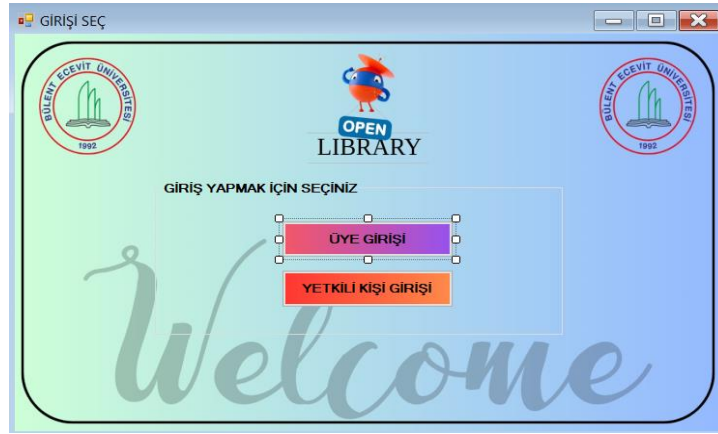 GİRİŞİ SEÇ
BÜLENT ECEVİT ÜNİVERSİTESİ
1992
OPEN
LIBRARY
BÜLENT ECEVİT ÜNİVERSİTESİ
1992
GİRİŞ YAPMAK İÇİN SEÇİNİZ
ÜYE GİRİŞİ
YETKİLİ KİŞİ GİRİŞİ
Welcome